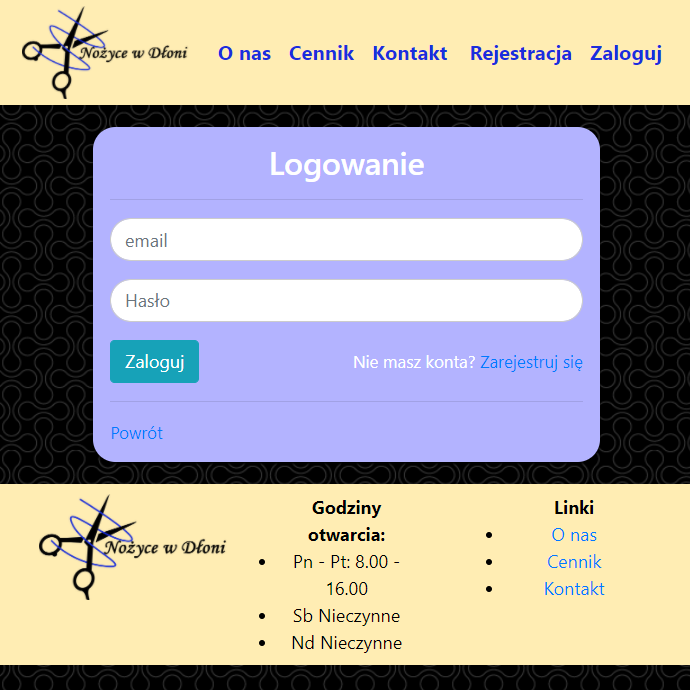 Nożyce w Dłoni
O nas Cennik Kontakt Rejestracja Zaloguj
Logowanie
email
Hasło
Zaloguj
Nie masz konta? Zarejestruj się
Powrót
Nożyce w Dłoni
Godziny
otwarcia:
Pn - Pt: 8.00 -
16.00
Sb Nieczynne
Nd Nieczynne
Linki
O nas
Cennik
Kontakt